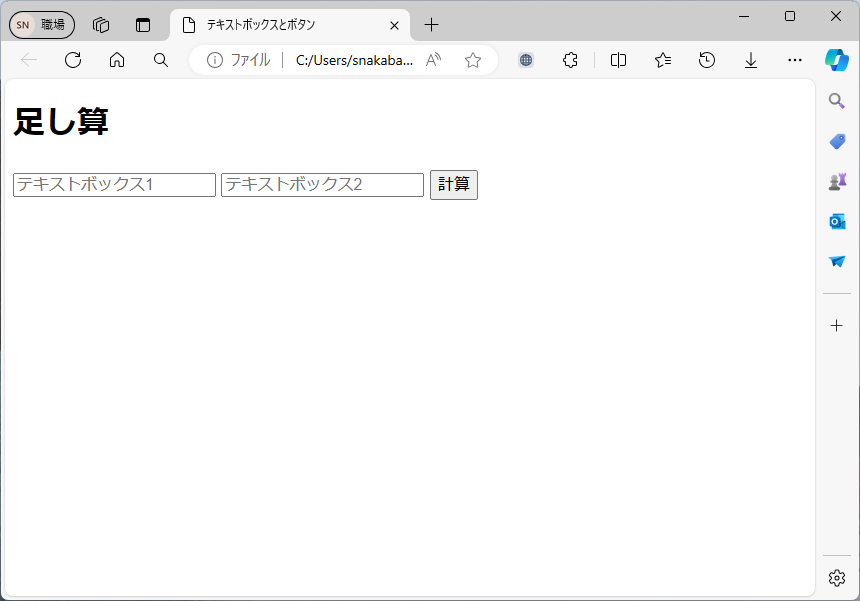 SN 職場 テキストボックスとボタン
ファイル C:/Users/snakaba...
足し算
テキストボックス1 テキストボックス2 計算